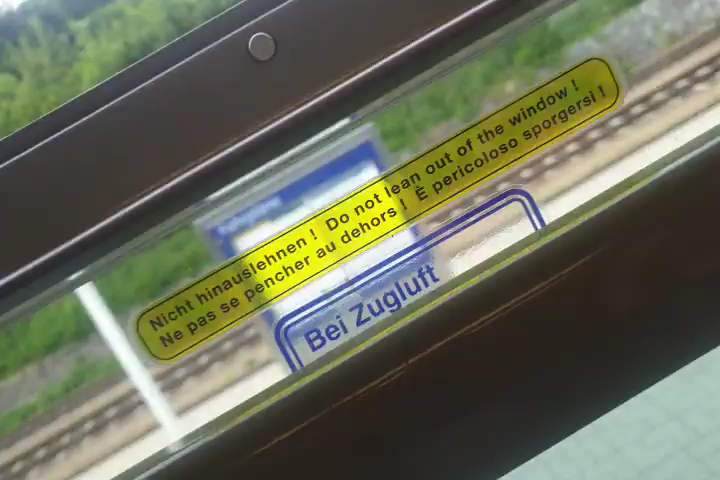 Nicht hinauslehnen ! Do not lean out of the window !
Ne pas se pencher au dehors ! È pericoloso sporgersi !
Bei Zugluft